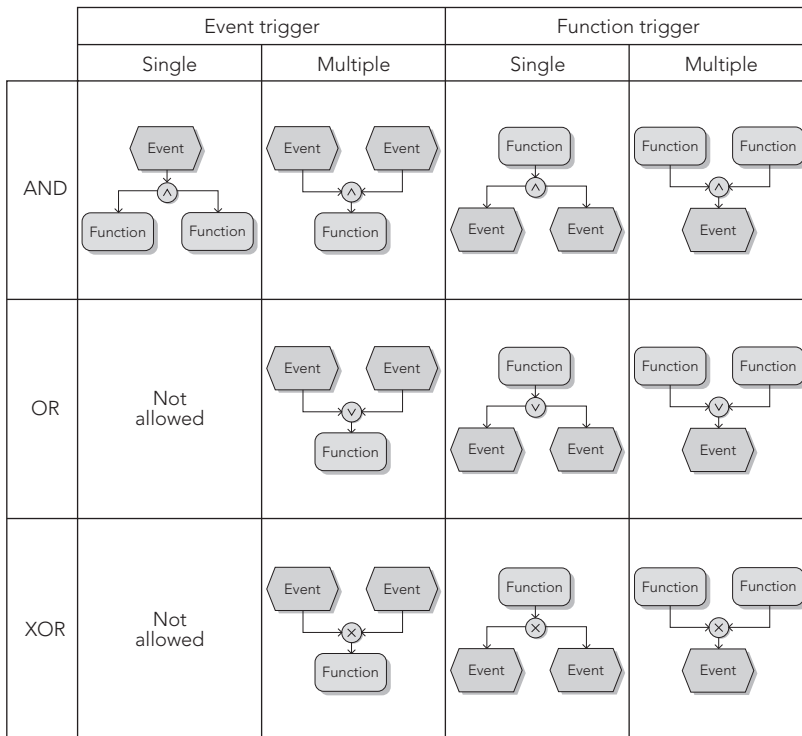 Event trigger Function trigger
Single Multiple Single Multiple
AND
Event Event Event Function Function Function
∧ ∧ ∧ ∧
Function Function Function Event Event Event
OR
Not
allowed
Event Event Function Function Function
∨ ∨ ∨
Function Event Event Event
XOR
Not
allowed
Event Event Function Function Function
× × ×
Function Event Event Event